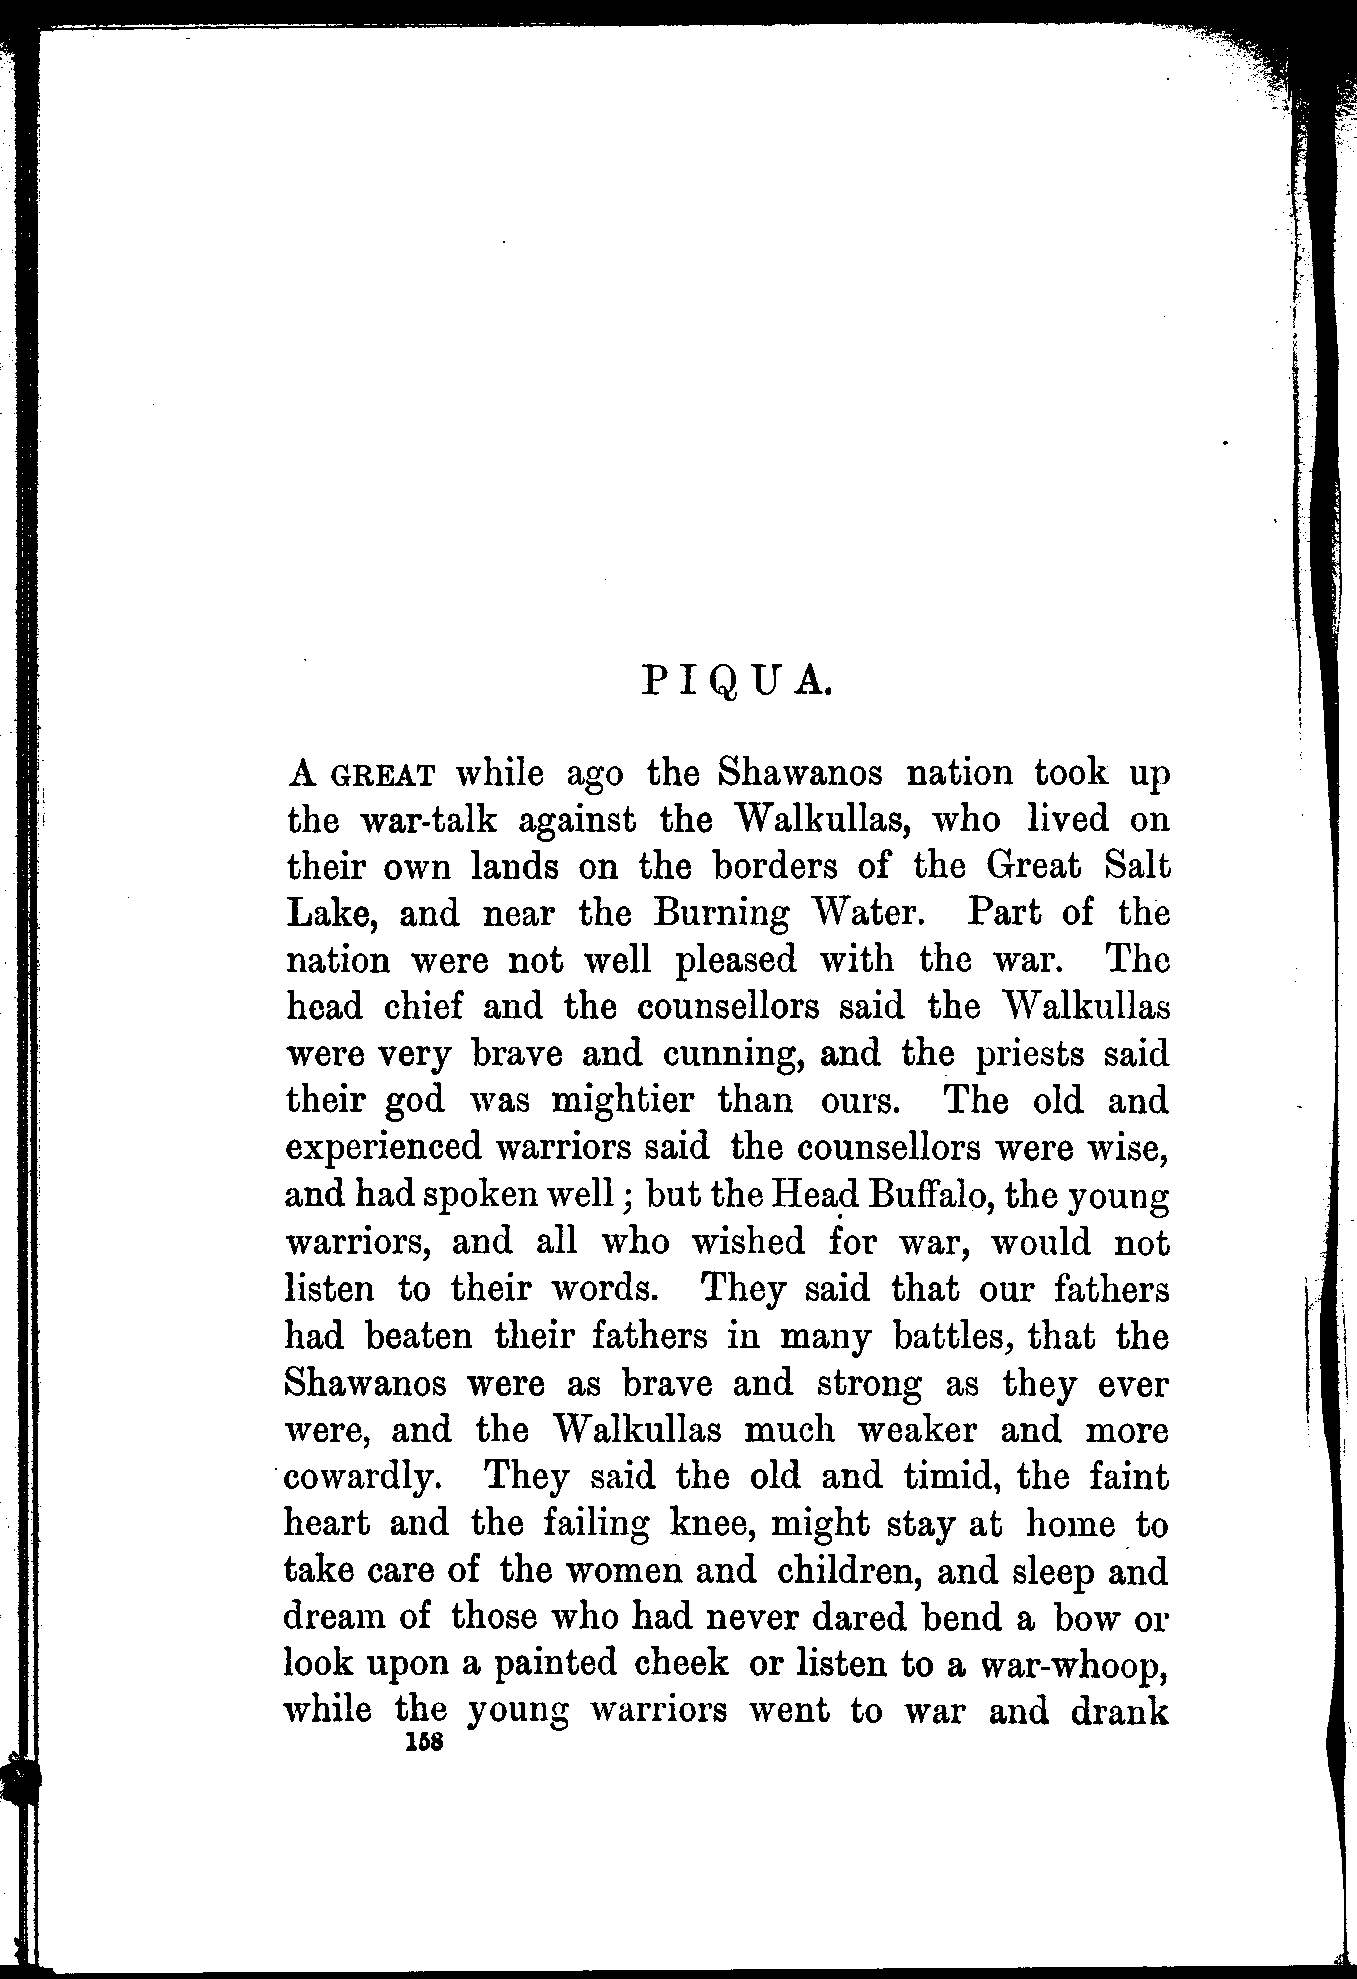 PIQUA.
A GREAT while ago the Shawanos nation took up
the war-talk against the Walkullas, who lived on
their own lands on the borders of the Great Salt
Lake, and near the Burning Water. Part of the
nation were not well pleased with the war. The
head chief and the counsellors said the Walkullas
were very brave and cunning, and the priests said
their god was mightier than ours. The old and
experienced warriors said the counsellors were wise,
and had spoken well; but the Head Buffalo, the young
warriors, and all who wished for war, would not
listen to their words. They said that our fathers
had beaten their fathers in many battles, that the
Shawanos were as brave and strong as they ever
were, and the Walkullas much weaker and more
cowardly. They said the old and timid, the faint
heart and the failing knee, might stay at home to
take care of the women and children, and sleep and
dream of those who had never dared bend a bow or
look upon a painted cheek or listen to a war-whoop,
while the young warriors went to war and drank
158